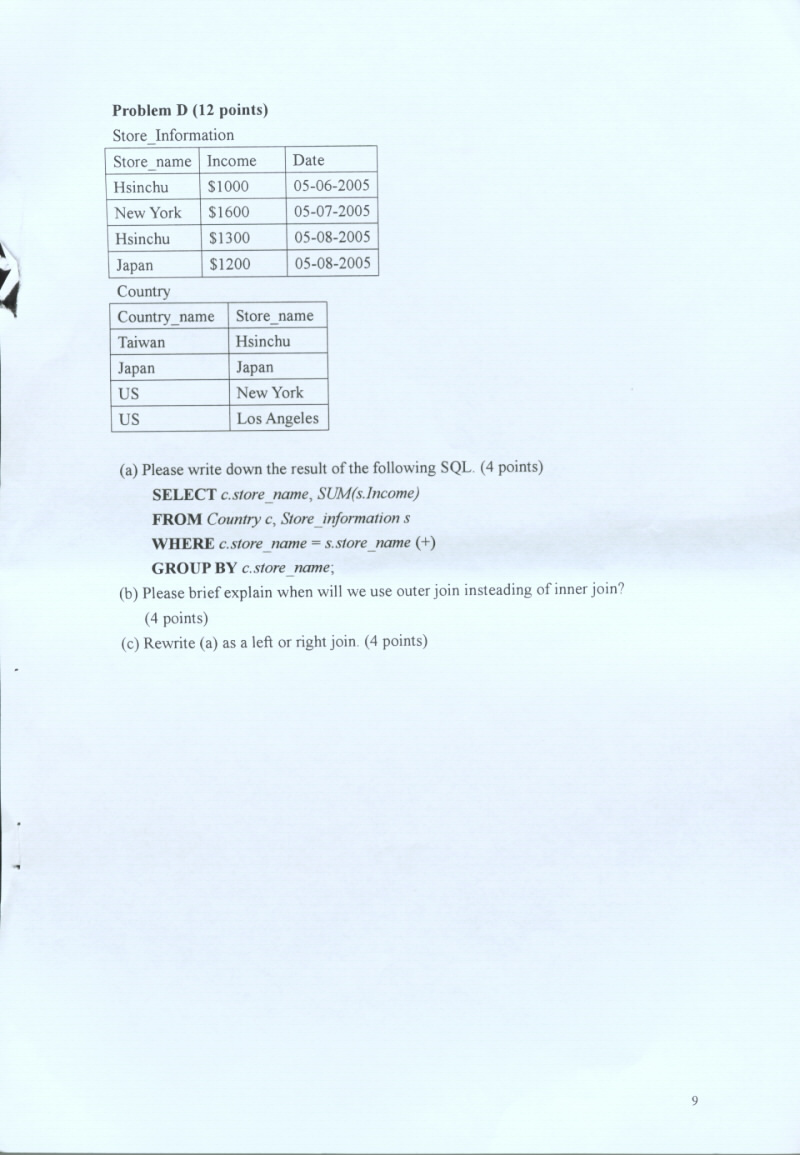 Problem D (12 points)
Store_Information
Store_name Income Date
Hsinchu $1000 05-06-2005
New York $1600 05-07-2005
Hsinchu $1300 05-08-2005
Japan $1200 05-08-2005
Country
Country_name Store_name
Taiwan Hsinchu
Japan Japan
US New York
US Los Angeles
(a) Please write down the result of the following SQL. (4 points)
SELECT c.store_name, SUM(s.Income)
FROM Country c, Store_information s
WHERE c.store_name = s.store_name (+)
GROUP BY c.store_name;
(b) Please brief explain when will we use outer join insteading of inner join?
(4 points)
(c) Rewrite (a) as a left or right join. (4 points)
9